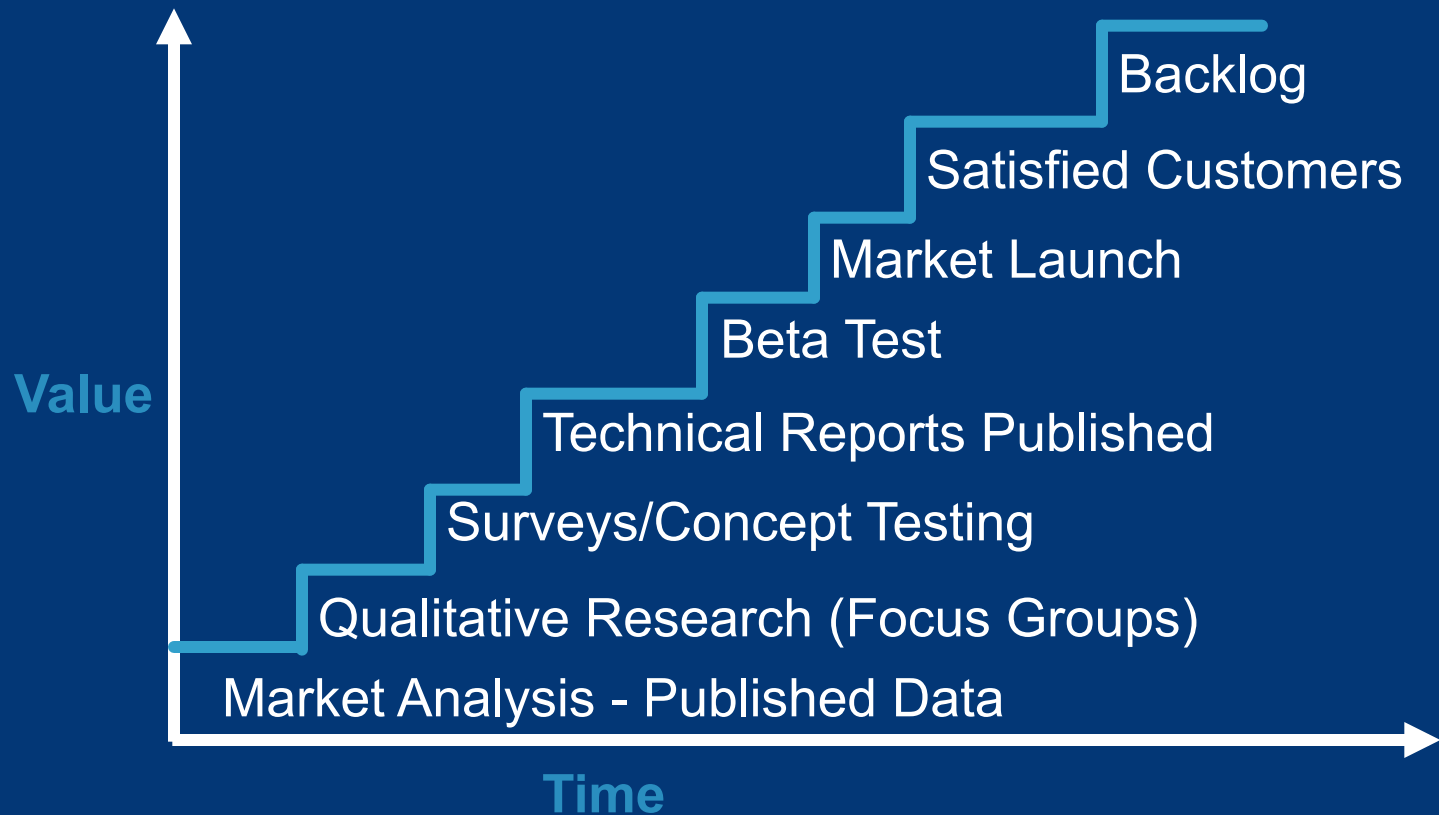 Backlog
Satisfied Customers
Market Launch
Beta Test
Value
Technical Reports Published
Surveys/Concept Testing
Qualitative Research (Focus Groups)
Market Analysis - Published Data
Time